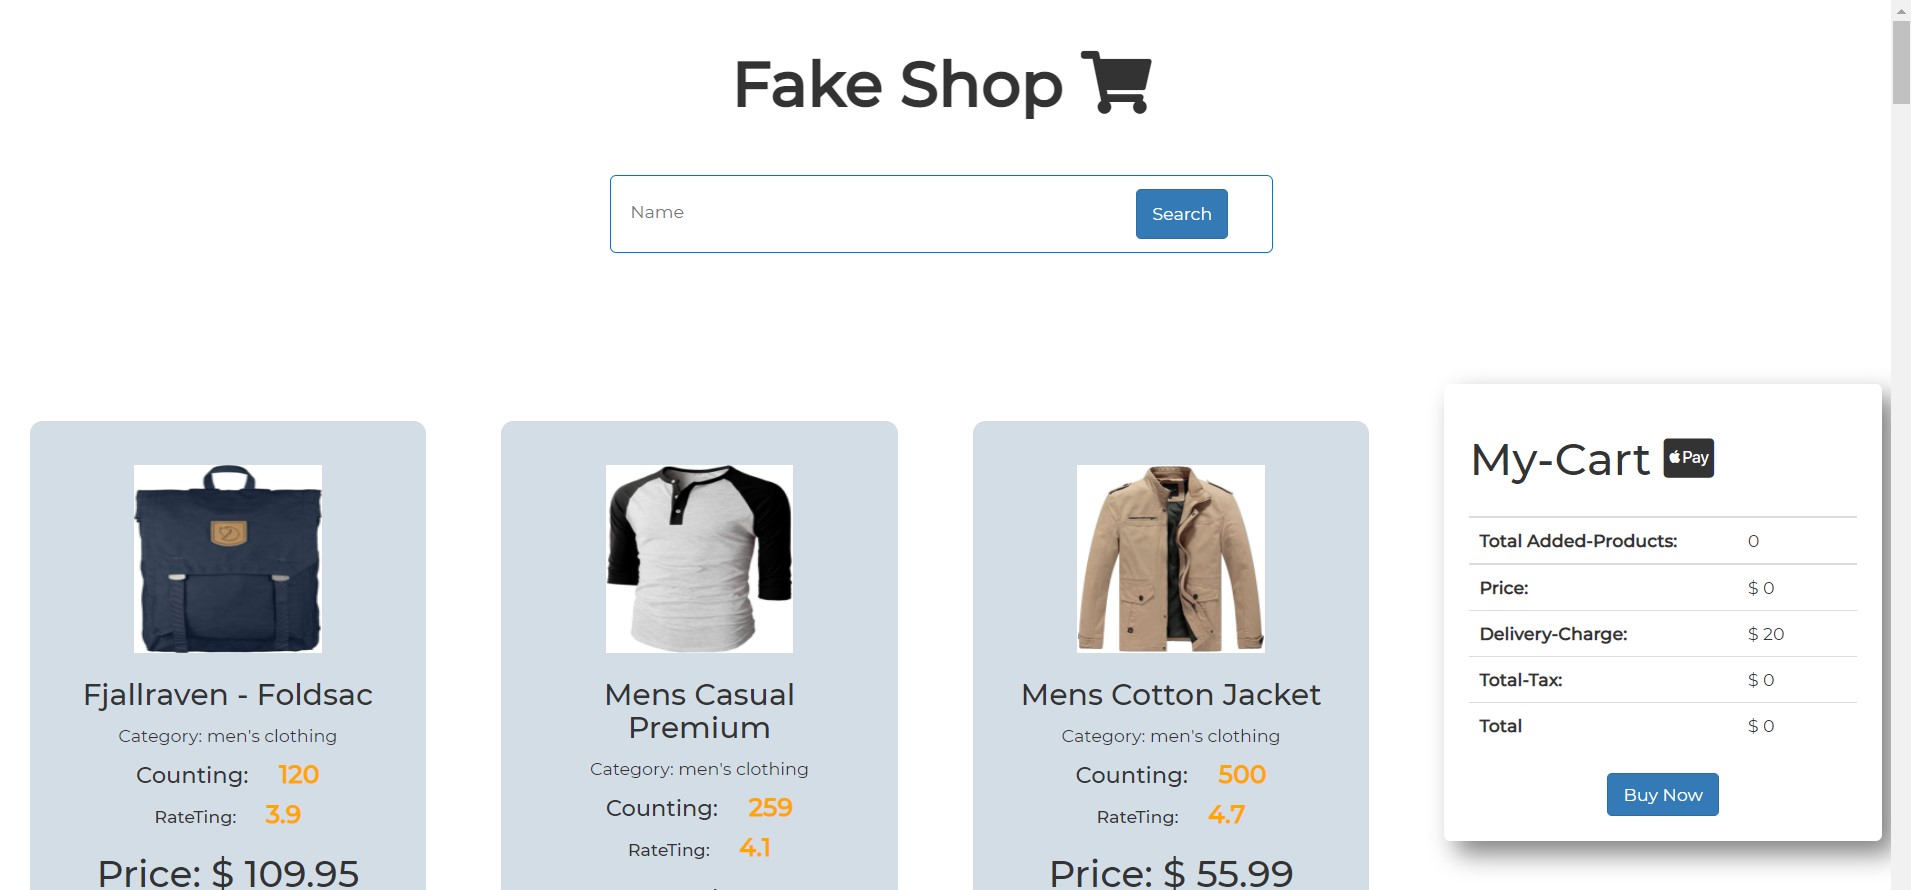 Fake Shop
Name
Search
Fjallraven - Foldsac
Category: men's clothing
Counting: 120
RateTing: 3.9
Price: $ 109.95
Mens Casual
Premium
Category: men's clothing
Counting: 259
RateTing: 4.1
Mens Cotton Jacket
Category: men's clothing
Counting: 500
RateTing: 4.7
Price: $ 55.99
My-Cart Pay
Total Added-Products: 0
Price: $ 0
Delivery-Charge: $ 20
Total-Tax: $ 0
Total $ 0
Buy Now